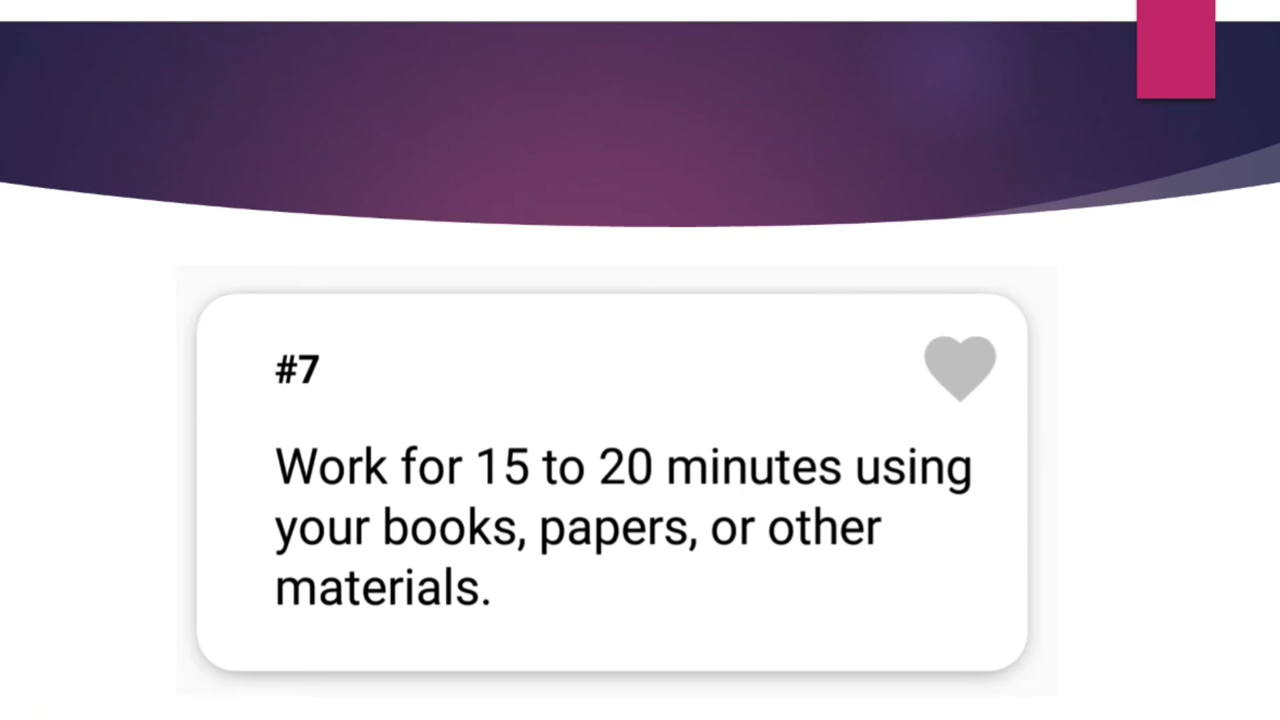 #7
Work for 15 to 20 minutes using
your books, papers, or other
materials.